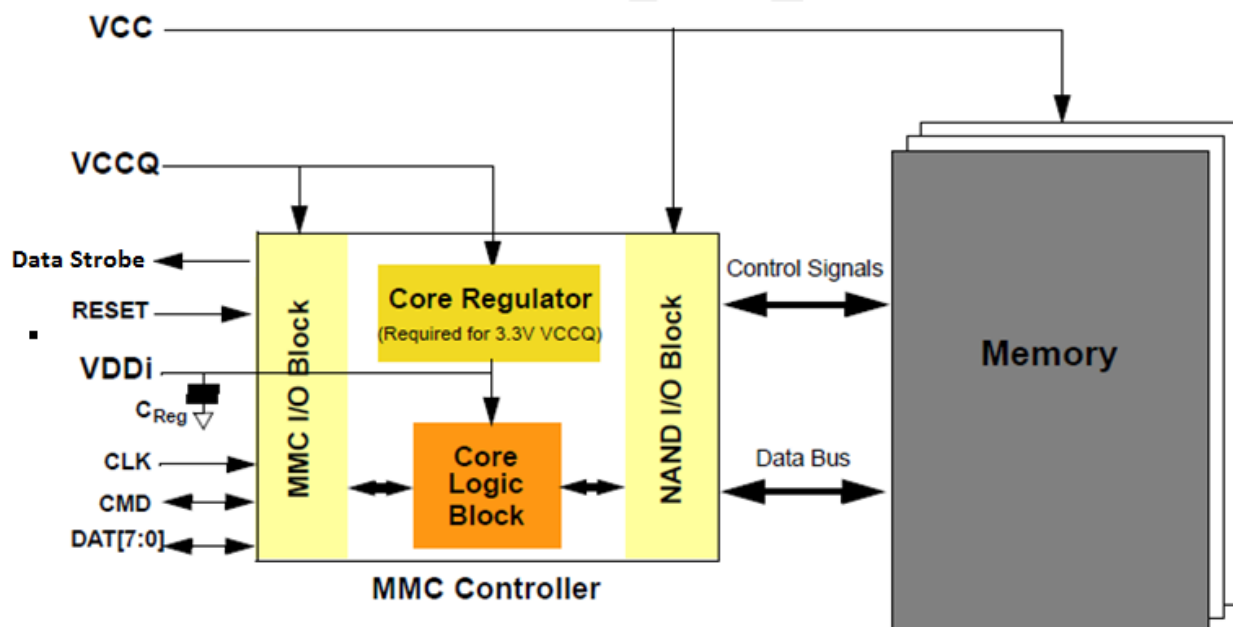 VCC
VCCQ
Data Strobe
RESET
VDDi
CReg
CLK
CMD
DAT[7:0]
MMC I/O Block
Core Regulator
(Required for 3.3V VCCQ)
Core
Logic
Block
NAND I/O Block
MMC Controller
Control Signals
Data Bus
Memory